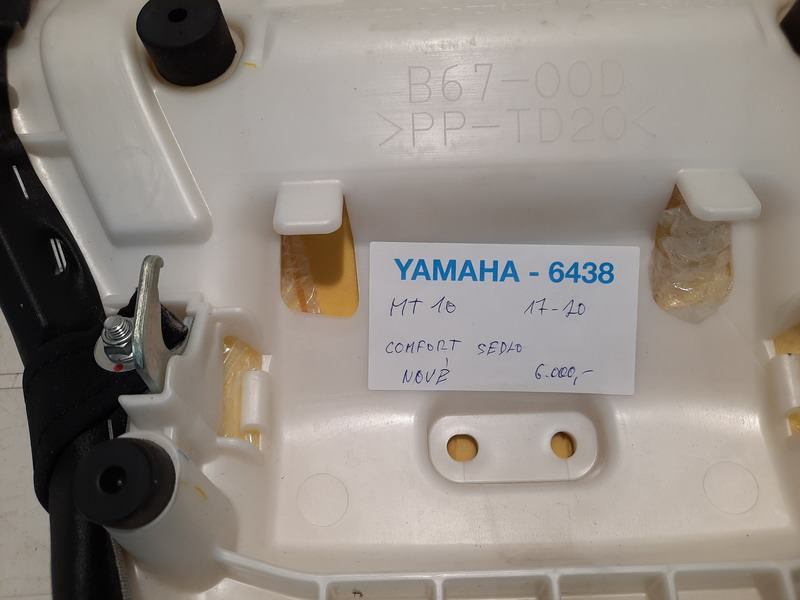 B67-00D
>PP-TD20<
YAMAHA - 6438
MT 10 17-20
COMFORT SEDLO
NOVÉ 6.000,-